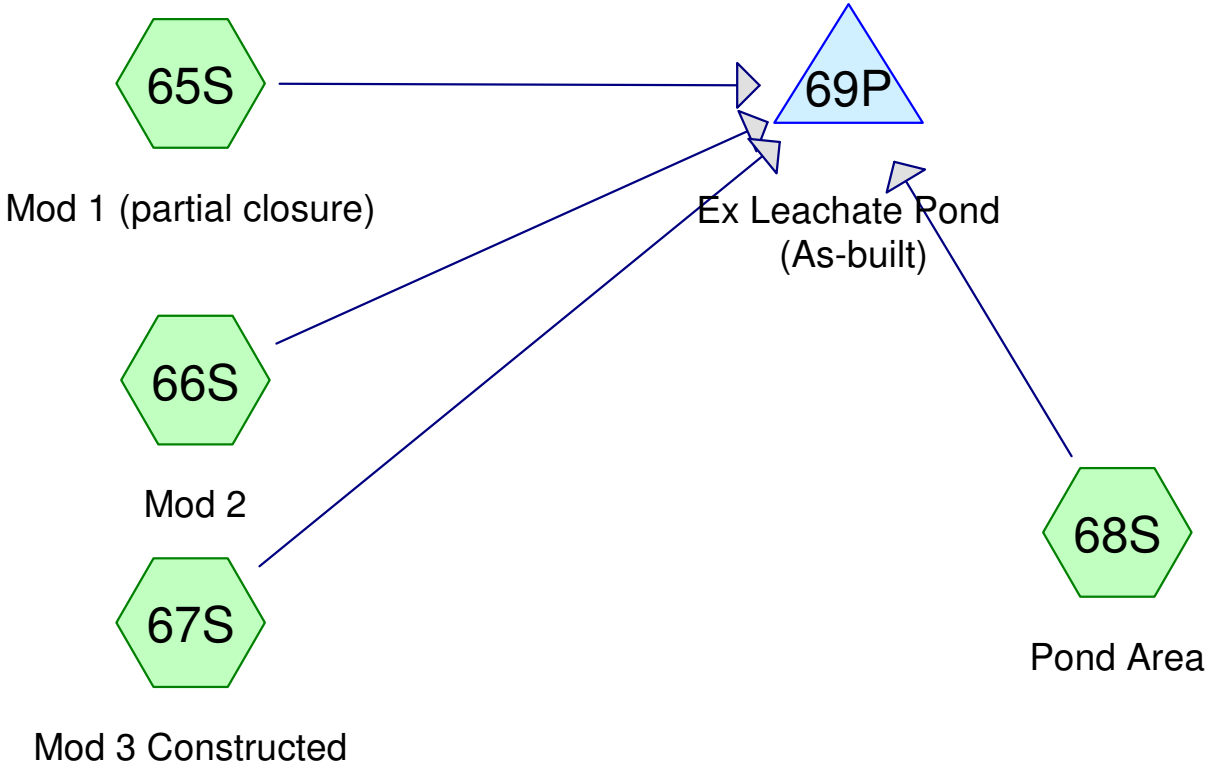 65S
69P
Mod 1 (partial closure)
Ex Leachate Pond
(As-built)
66S
Mod 2
68S
67S
Pond Area
Mod 3 Constructed